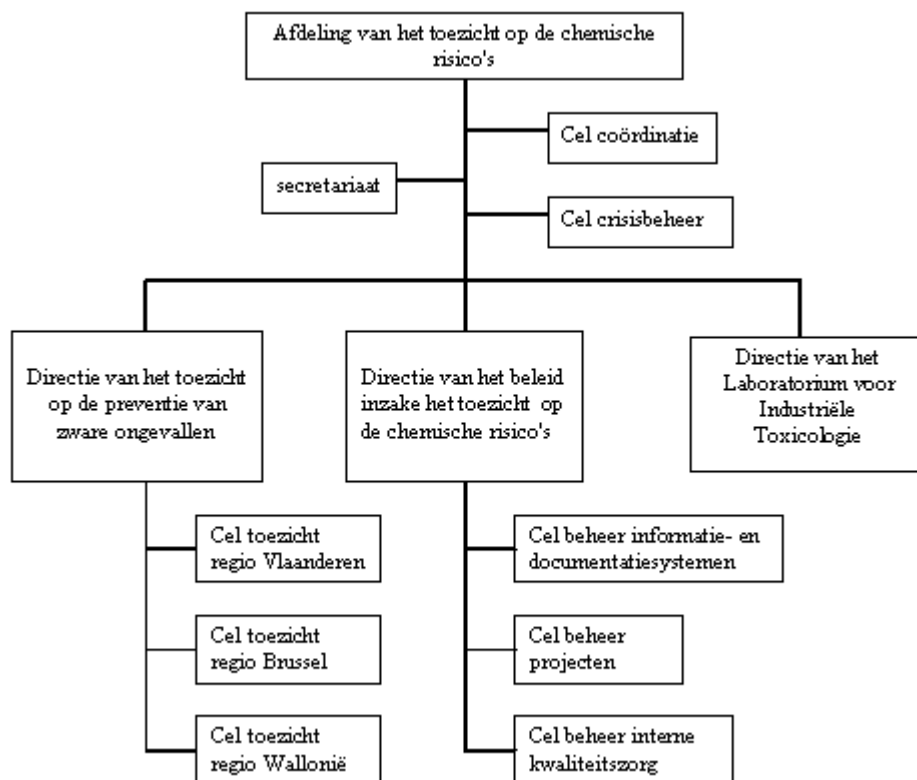 Afdeling van het toezicht op de chemische
risico's
Cel coördinatie
secretariaat
Cel crisisbeheer
Directie van het toezicht
op de preventie van
zware ongevallen
Directie van het beleid
inzake het toezicht op
de chemische risico's
Directie van het
Laboratorium voor
Industriële
Toxicologie
Cel toezicht
regio Vlaanderen
Cel toezicht
regio Brussel
Cel toezicht
regio Wallonië
Cel beheer informatie- en
documentatiesystemen
Cel beheer
projecten
Cel beheer interne
kwaliteitszorg